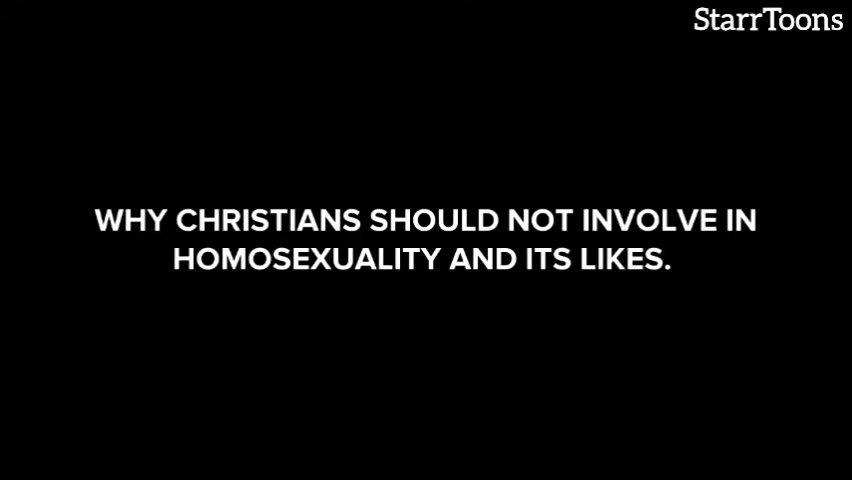 StarrToons
WHY CHRISTIANS SHOULD NOT INVOLVE IN
HOMOSEXUALITY AND ITS LIKES.